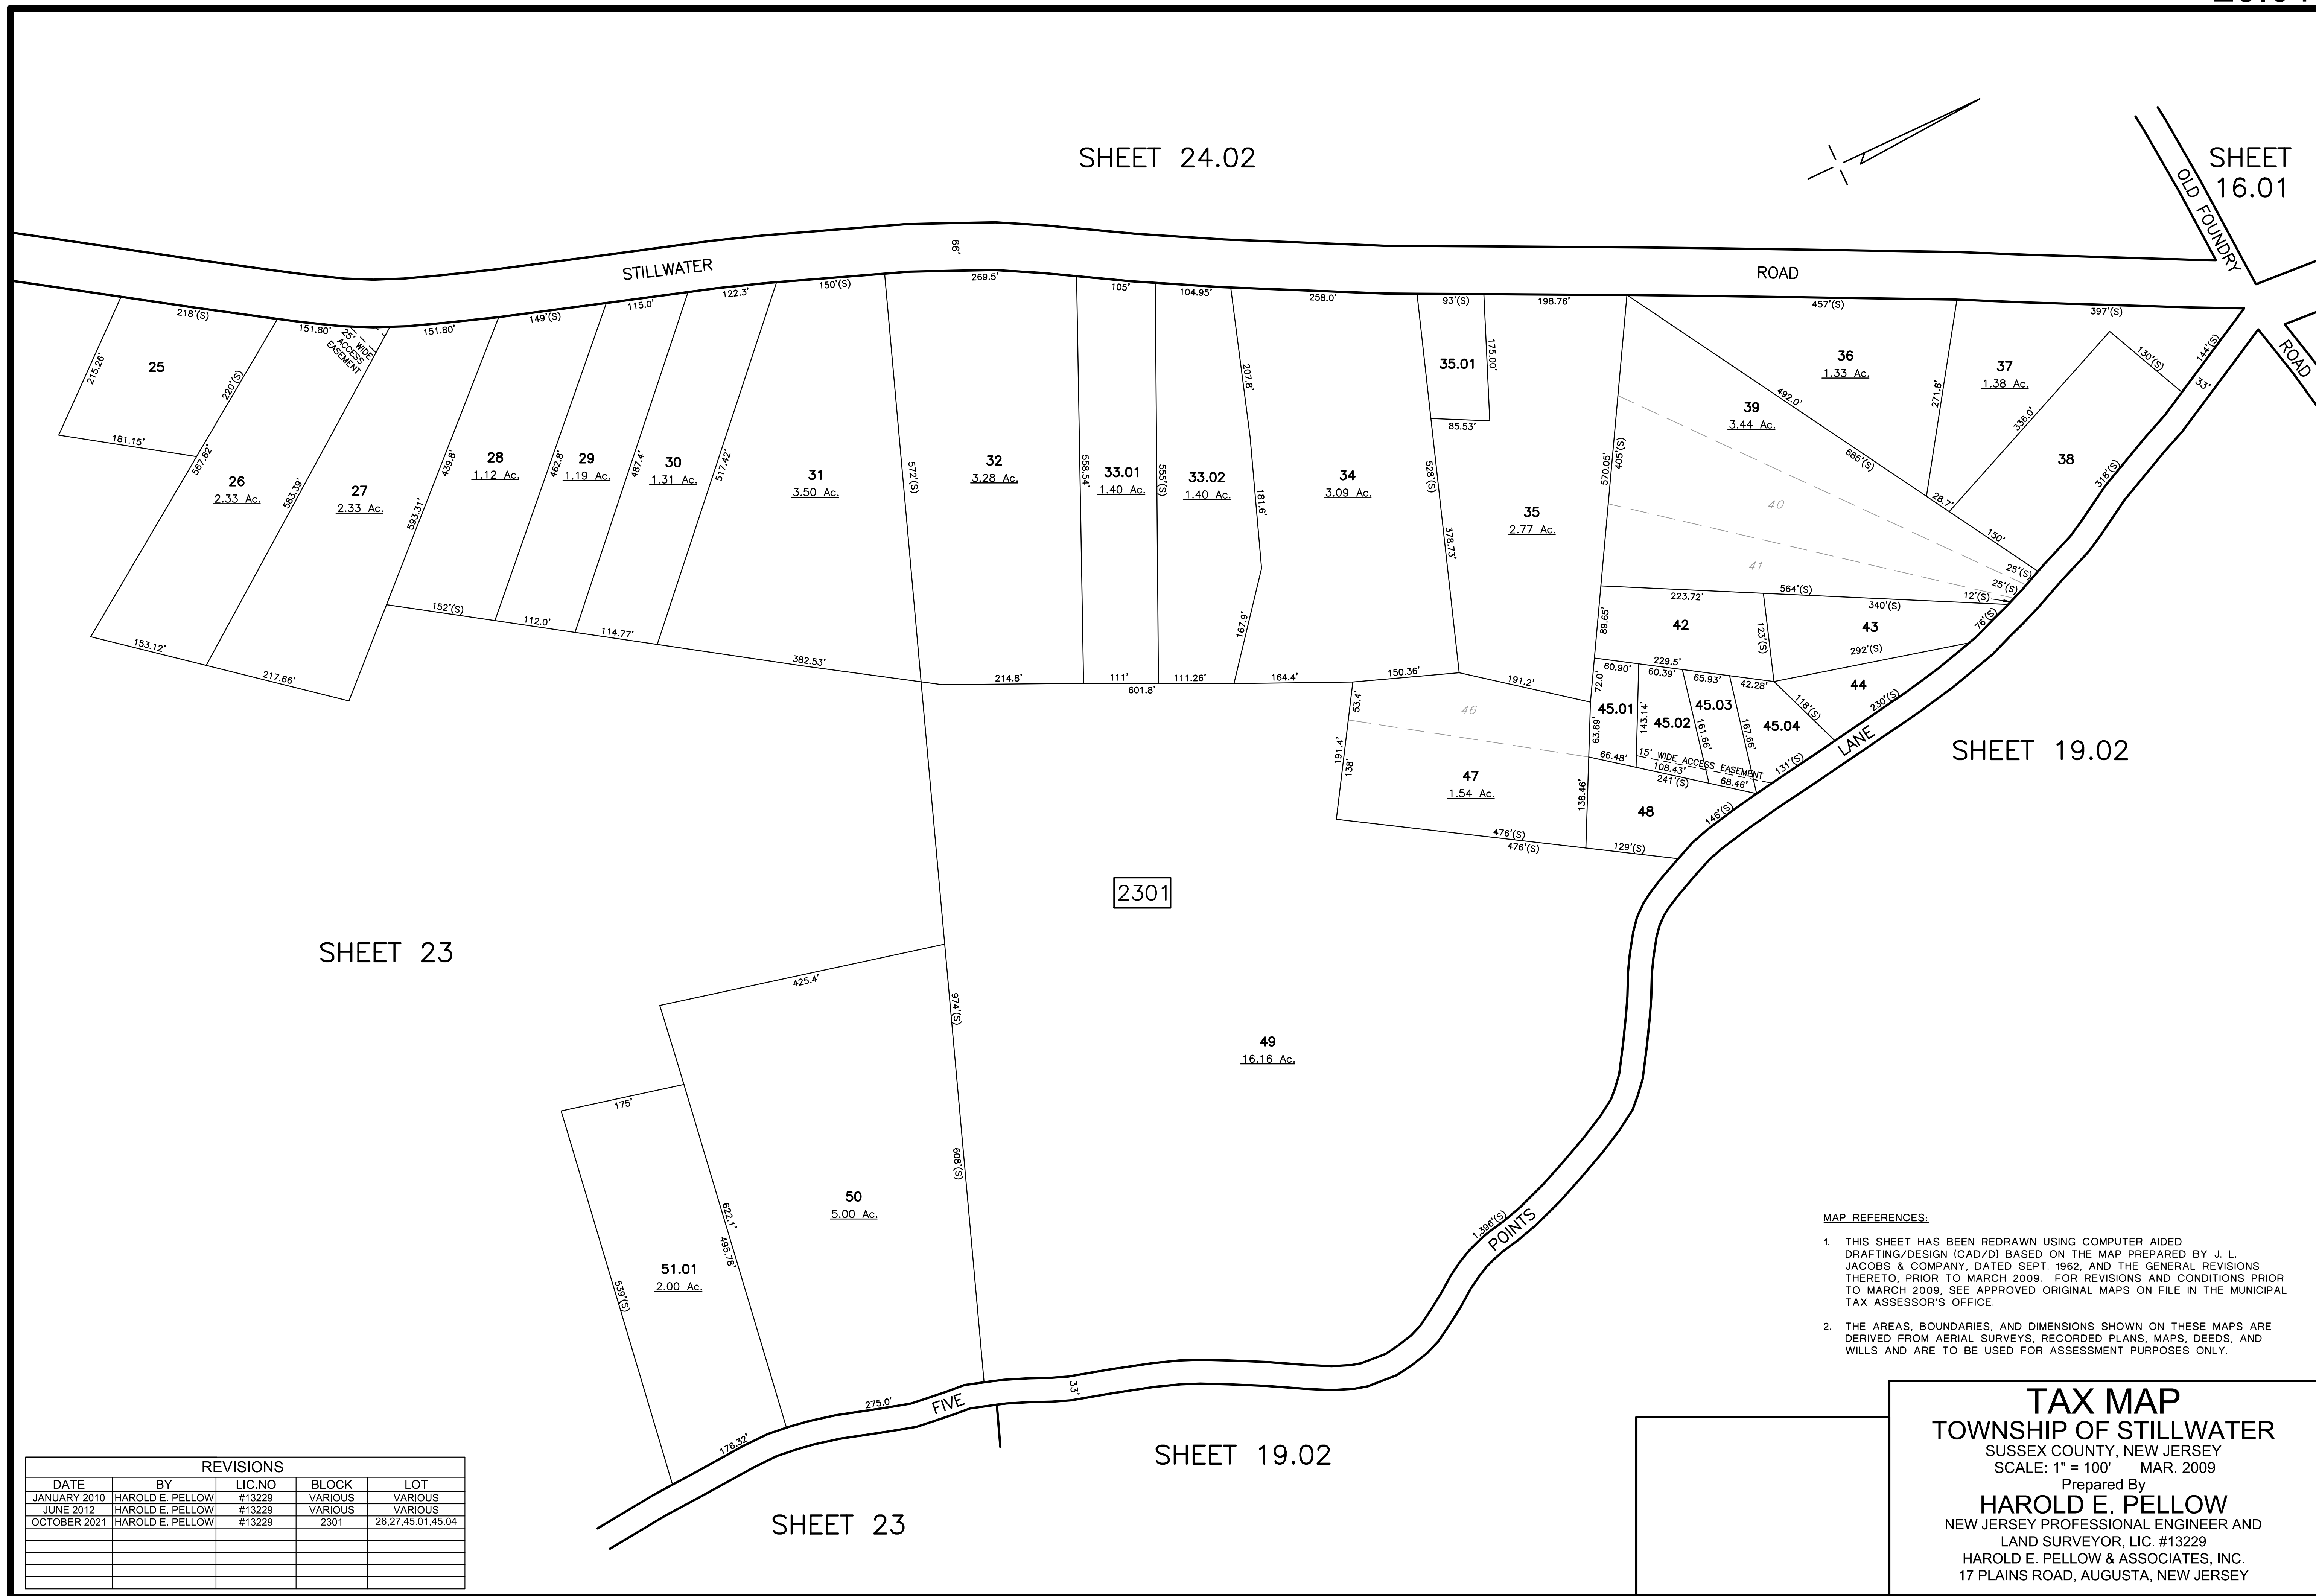 SHEET 24.02
SHEET
16.01
OLD FOUNDRY
ROAD
STILLWATER
ROAD
66'
218'(S)
151.80'
25' WIDE
ACCESS
EASEMENT
151.80'
149'(S)
115.0'
122.3'
150'(S)
269.5'
105'
104.95'
258.0'
93'(S)
198.76'
457'(S)
397'(S)
144'(S)
33'
130'(S)
215.26'
25
181.15'
220'(S)
567.62'
26
2.33 Ac.
153.12'
583.39'
27
2.33 Ac.
217.66'
439.8'
593.31'
28
1.12 Ac.
152'(S)
462.8'
29
1.19 Ac.
112.0'
487.4'
30
1.31 Ac.
114.77'
517.42'
31
3.50 Ac.
382.53'
572'(S)
32
3.28 Ac.
214.8'
558.54'
33.01
1.40 Ac.
111'
601.8'
555'(S)
33.02
1.40 Ac.
111.26'
207.8'
181.6'
167.9'
34
3.09 Ac.
164.4'
150.36'
528'(S)
378.73'
35.01
175.00'
85.53'
35
2.77 Ac.
191.2'
570.05'
405'(S)
36
1.33 Ac.
271.8'
37
1.38 Ac.
336.0'
38
318'(S)
39
3.44 Ac.
492.0'
685'(S)
28.7'
150'
25'(S)
25'(S)
12'(S)
40
41
564'(S)
223.72'
340'(S)
89.65'
42
123'(S)
43
76'(S)
292'(S)
229.5'
44
230'(S)
118'(S)
60.90'
60.39'
65.93'
42.28'
72.0'
63.69'
45.01
143.14'
45.02
161.66'
45.03
167.66'
45.04
15' WIDE ACCESS EASEMENT
66.48'
108.43'
241'(S)
68.46'
131'(S)
LANE
SHEET 19.02
46
53.4'
191.4'
138'
47
1.54 Ac.
138.46'
48
146'(S)
476'(S)
476'(S)
129'(S)
2301
SHEET 23
425.4'
974'(S)
608'(S)
49
16.16 Ac.
175'
50
5.00 Ac.
622.1'
495.78'
51.01
2.00 Ac.
539'(S)
1,396'(S)
POINTS
FIVE
33'
275.0'
176.32'
SHEET 19.02
SHEET 23
MAP REFERENCES:
1. THIS SHEET HAS BEEN REDRAWN USING COMPUTER AIDED
DRAFTING/DESIGN (CAD/D) BASED ON THE MAP PREPARED BY J. L.
JACOBS & COMPANY, DATED SEPT. 1962, AND THE GENERAL REVISIONS
THERETO, PRIOR TO MARCH 2009. FOR REVISIONS AND CONDITIONS PRIOR
TO MARCH 2009, SEE APPROVED ORIGINAL MAPS ON FILE IN THE MUNICIPAL
TAX ASSESSOR'S OFFICE.
2. THE AREAS, BOUNDARIES, AND DIMENSIONS SHOWN ON THESE MAPS ARE
DERIVED FROM AERIAL SURVEYS, RECORDED PLANS, MAPS, DEEDS, AND
WILLS AND ARE TO BE USED FOR ASSESSMENT PURPOSES ONLY.
REVISIONS
DATE BY LIC.NO BLOCK LOT
JANUARY 2010 HAROLD E. PELLOW #13229 VARIOUS VARIOUS
JUNE 2012 HAROLD E. PELLOW #13229 VARIOUS VARIOUS
OCTOBER 2021 HAROLD E. PELLOW #13229 2301 26,27,45.01,45.04
TAX MAP
TOWNSHIP OF STILLWATER
SUSSEX COUNTY, NEW JERSEY
SCALE: 1" = 100' MAR. 2009
Prepared By
HAROLD E. PELLOW
NEW JERSEY PROFESSIONAL ENGINEER AND
LAND SURVEYOR, LIC. #13229
HAROLD E. PELLOW & ASSOCIATES, INC.
17 PLAINS ROAD, AUGUSTA, NEW JERSEY